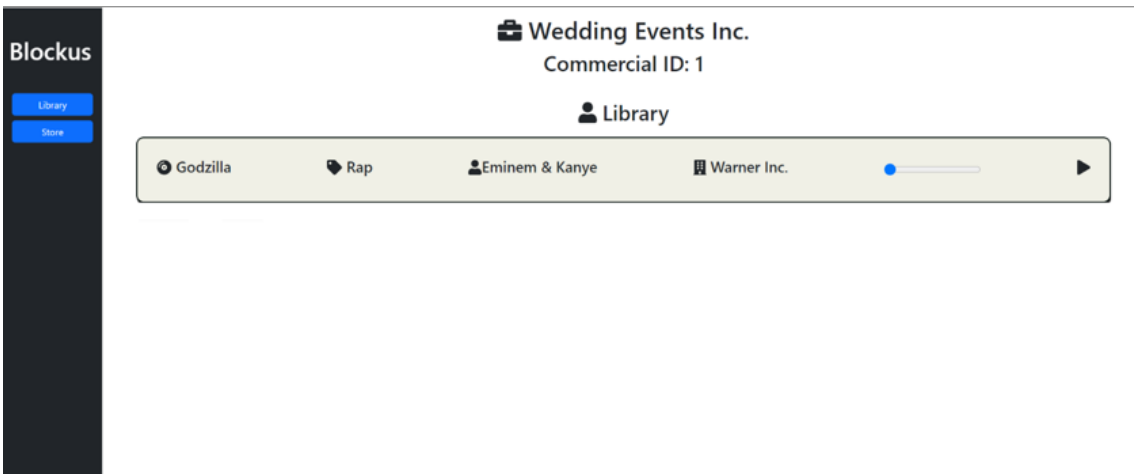 Blockus
Library
Store
Wedding Events Inc.
Commercial ID: 1
Library
Godzilla Rap Eminem & Kanye Warner Inc.